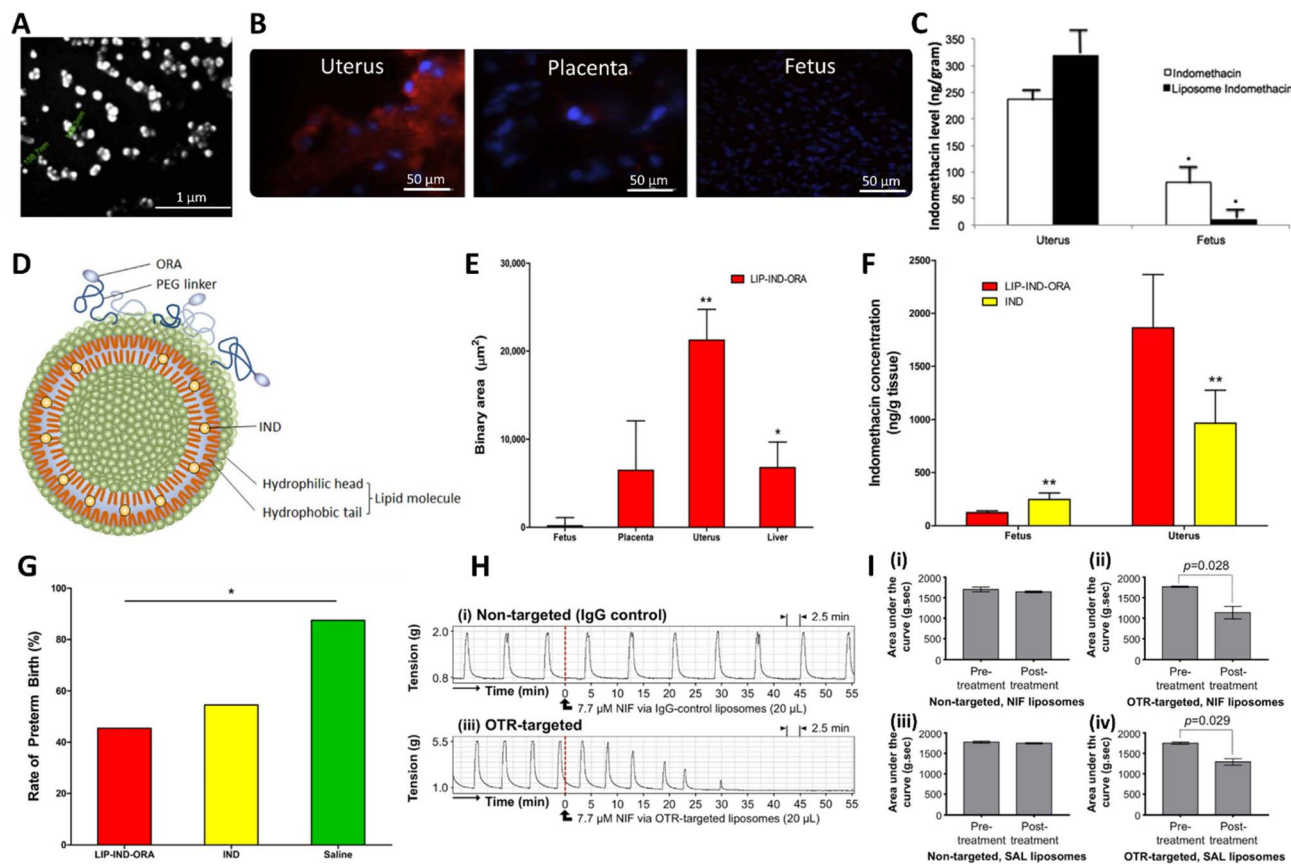 A
1 µm
B
Uterus
50 µm
Placenta
50 µm
Fetus
50 µm
C
Indomethacin level (ng/gram)
350
300
250
200
150
100
50
0
Indomethacin
Liposome Indomethacin
*
*
Uterus
Fetus
D
ORA
PEG linker
IND
Hydrophilic head
Hydrophobic tail
Lipid molecule
E
Binary area (µm²)
30,000
20,000
10,000
0
LIP-IND-ORA
**
*
Fetus
Placenta
Uterus
Liver
F
Indomethacin concentration
(ng/g tissue)
2500
2000
1500
1000
500
0
LIP-IND-ORA
IND
**
**
Fetus
Uterus
G
Rate of Preterm Birth (%)
100
80
60
40
20
0
*
LIP-IND-ORA
IND
Saline
H
(i) Non-targeted (IgG control)
2.5 min
Tension (g)
2.0
0.8
Time (min)
0 5 10 15 20 25 30 35 40 45 50 55
7.7 µM NIF via IgG-control liposomes (20 µL)
(iii) OTR-targeted
2.5 min
Tension (g)
5.5
1.0
Time (min)
0 5 10 15 20 25 30 35 40 45 50 55
7.7 µM NIF via OTR-targeted liposomes (20 µL)
I
(i)
Area under the
curve (g.sec)
2000
1500
1000
500
0
Pre-
treatment
Post-
treatment
Non-targeted, NIF liposomes
(ii)
p=0.028
Area under the
curve (g.sec)
2000
1500
1000
500
0
Pre-
treatment
Post-
treatment
OTR-targeted, NIF liposomes
(iii)
Area under the
curve (g.sec)
2000
1500
1000
500
0
Pre-
treatment
Post-
treatment
Non-targeted, SAL liposomes
(iv)
p=0.029
Area under the
curve (g.sec)
2000
1500
1000
500
0
Pre-
treatment
Post-
treatment
OTR-targeted, SAL liposomes